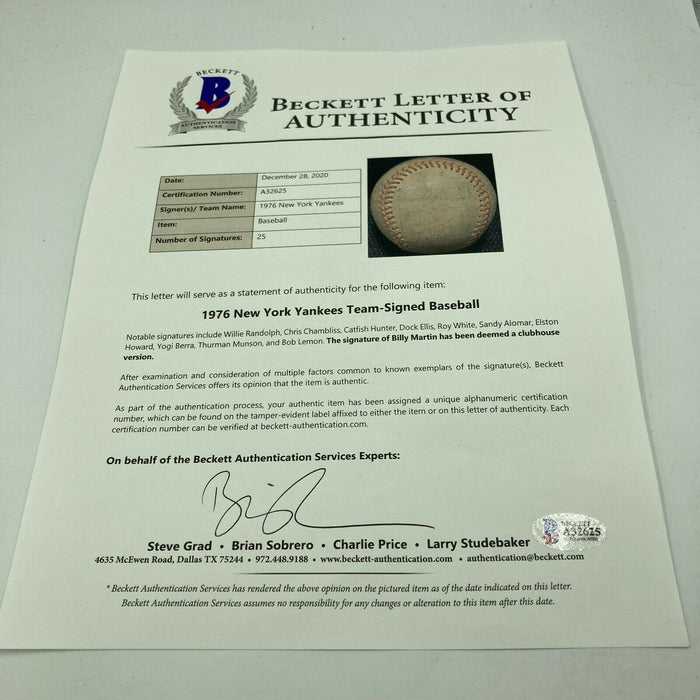 BECKETT
B
AUTHENTICATION
SERVICES
BECKETT LETTER OF
AUTHENTICITY
Date: December 28, 2020
Certification Number: A32625
Signer(s)/ Team Name: 1976 New York Yankees
Item: Baseball
Number of Signatures: 25
This letter will serve as a statement of authenticity for the following item:
1976 New York Yankees Team-Signed Baseball
Notable signatures include Willie Randolph, Chris Chambliss, Catfish Hunter, Dock Ellis, Roy White, Sandy Alomar, Elston
Howard, Yogi Berra, Thurman Munson, and Bob Lemon. The signature of Billy Martin has been deemed a clubhouse
version.
After examination and consideration of multiple factors common to known exemplars of the signature(s), Beckett
Authentication Services offers its opinion that the item is authentic.
As part of the authentication process, your authentic item has been assigned a unique alphanumeric certification
number, which can be found on the tamper-evident label affixed to either the item or on this letter of authenticity. Each
certification number can be verified at beckett-authentication.com.
On behalf of the Beckett Authentication Services Experts:
BECKETT
A32625
Steve Grad • Brian Sobrero • Charlie Price • Larry Studebaker
4635 McEwen Road, Dallas TX 75244 • 972.448.9188 • www.beckett-authentication.com • authentication@beckett.com
* Beckett Authentication Services has rendered the above opinion on the pictured item as of the date indicated on this letter.
Beckett Authentication Services assumes no responsibility for any changes or alteration to this item after this date.